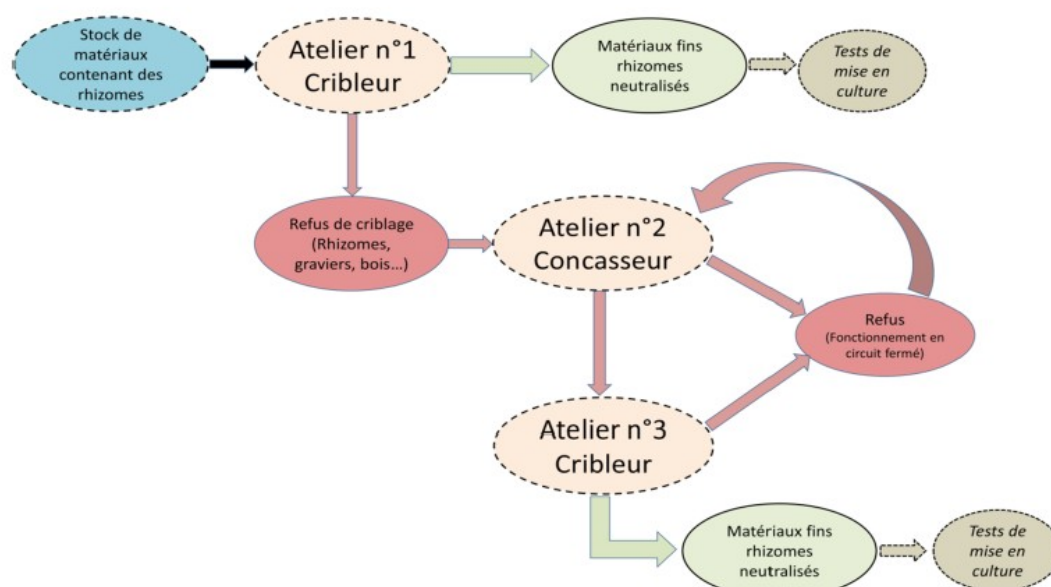 Stock de
matériaux
contenant des
rhizomes
Atelier n°1
Cribleur
Matériaux fins
rhizomes
neutralisés
Tests de
mise en
culture
Refus de criblage
(Rhizomes,
graviers, bois...)
Atelier n°2
Concasseur
Refus
(Fonctionnement en
circuit fermé)
Atelier n°3
Cribleur
Matériaux fins
rhizomes
neutralisés
Tests de
mise en
culture